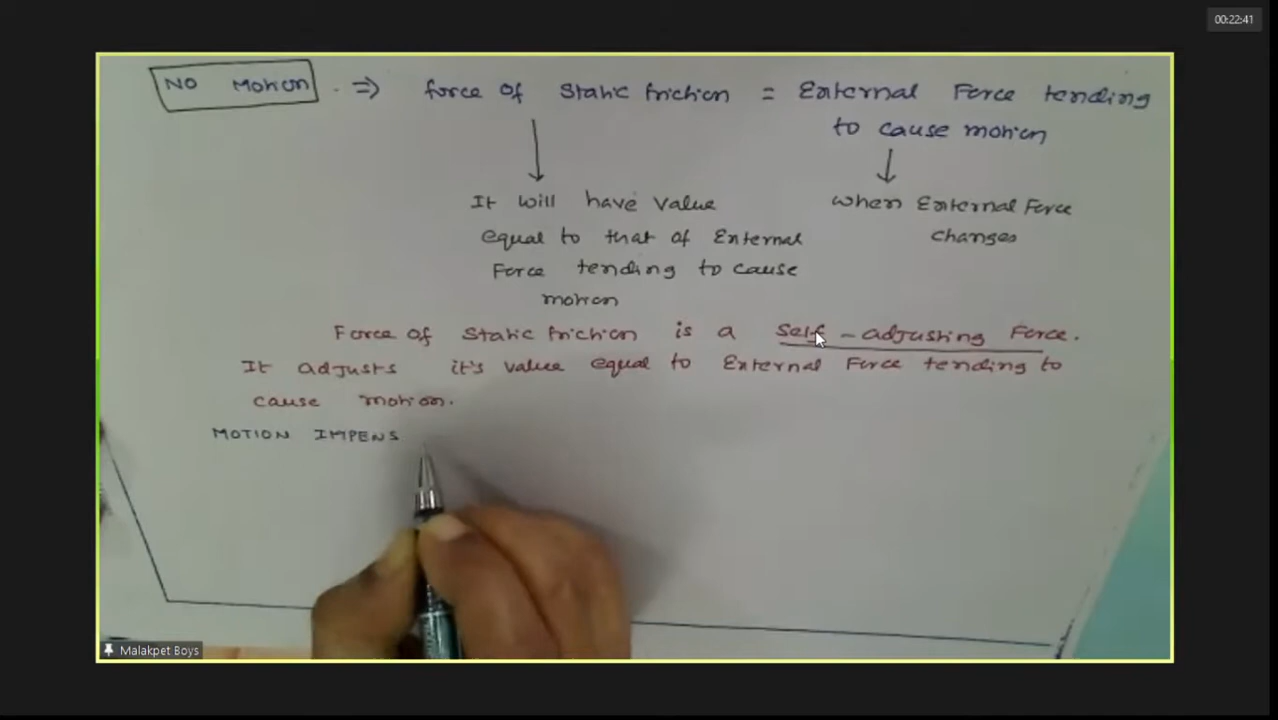 00:22:41
NO Motion => force of Static friction = External Force tending
to cause motion
It will have value
equal to that of External
Force tending to cause
motion
when External Force
changes
Force of static friction is a Self-adjusting Force.
It adjusts it's value equal to External Force tending to
cause motion.
MOTION IMPENS
Malakpet Boys